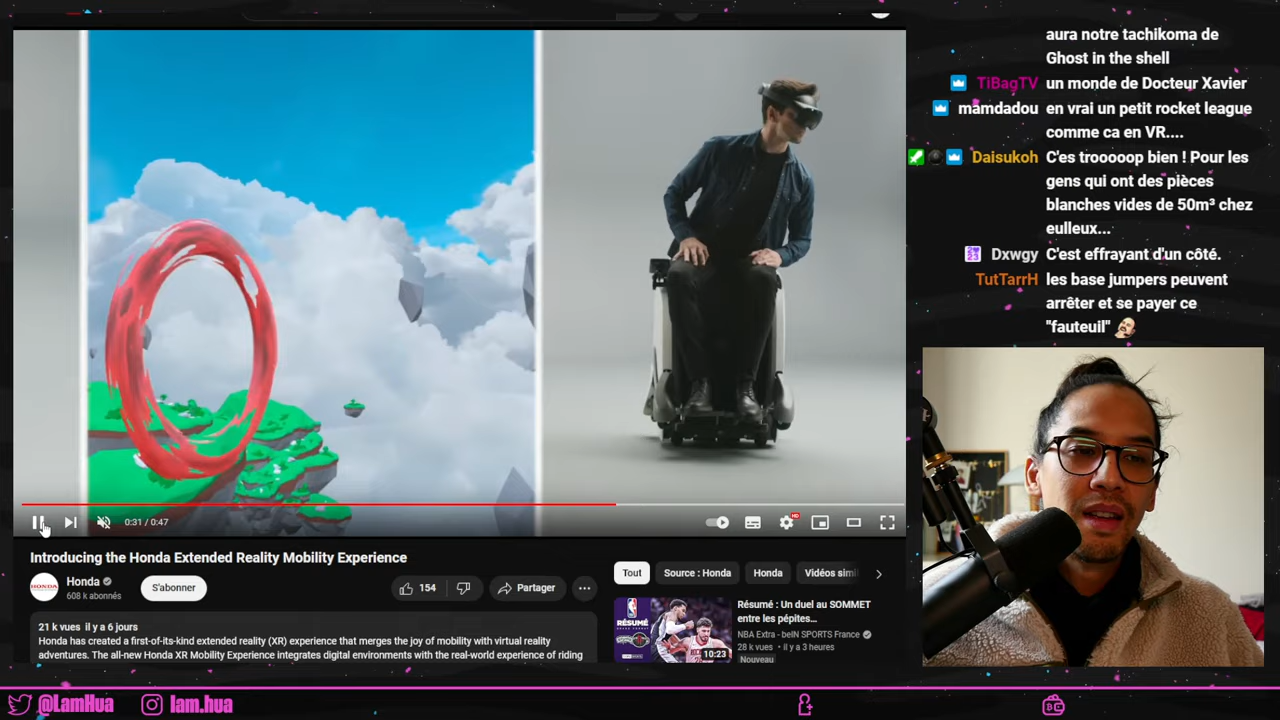 aura notre tachikoma de
Ghost in the shell
TiBagTV un monde de Docteur Xavier
mamdadou en vrai un petit rocket league
comme ca en VR....
Daisukoh C'es trooooop bien ! Pour les
gens qui ont des pièces
blanches vides de 50m³ chez
eulleux...
Dxwgy C'est effrayant d'un côté.
TutTarrH les base jumpers peuvent
arrêter et se payer ce
"fauteuil"
HD
0:31 / 0:47
Introducing the Honda Extended Reality Mobility Experience
HONDA
Honda
608 k abonnés
S'abonner
154
Partager
Tout
Source : Honda
Honda
Vidéos simil
21 k vues il y a 6 jours
Honda has created a first-of-its-kind extended reality (XR) experience that merges the joy of mobility with virtual reality
adventures. The all-new Honda XR Mobility Experience integrates digital environments with the real-world experience of riding
RÉSUMÉ
10:23
Résumé : Un duel au SOMMET
entre les pépites...
NBA Extra - beIN SPORTS France
28 k vues • il y a 3 heures
Nouveau
@LamHua
lam.hua